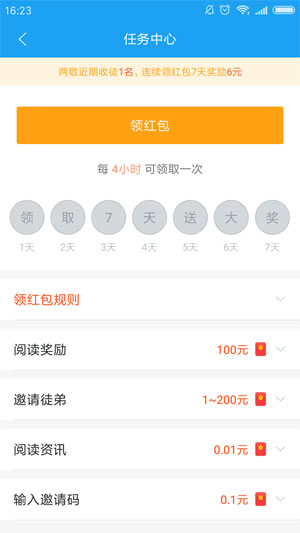 16:23
任务中心
两敬近期收徒1名, 连续领红包7天奖励6元
领红包
每 4小时 可领取一次
领 取 7 天 送 大 奖
1天 2天 3天 4天 5天 6天 7天
领红包规则
阅读奖励 100元
邀请徒弟 1~200元
阅读资讯 0.01元
输入邀请码 0.1元